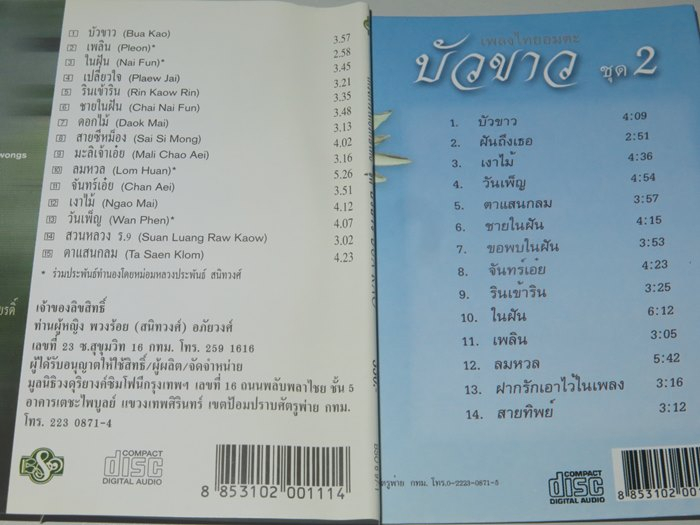 1 บัวขาว (Bua Kao) 3.57
2 เพลิน (Pleon)* 2.58
3 ในฝัน (Nai Fun)* 3.45
4 เปลี่ยวใจ (Plaew Jai) 3.21
5 รินเข้าริน (Rin Kaow Rin) 3.35
6 ชายในฝัน (Chai Nai Fun) 3.48
7 ดอกไม้ (Daok Mai) 3.13
8 สายซีหม็อง (Sai Si Mong) 4.02
9 มะลิเจ้าเอ๋ย (Mali Chao Aei) 3.16
10 ลมหวล (Lom Huan)* 5.26
11 จันทร์เอ๋ย (Chan Aei) 3.51
12 เงาไม้ (Ngao Mai) 4.12
13 วันเพ็ญ (Wan Phen)* 4.07
14 สวนหลวง ร.๙ (Suan Luang Raw Kaow) 3.02
15 ตาแสนกลม (Ta Saen Klom) 4.23
* ร่วมประพันธ์ทำนองโดยหม่อมหลวงประพันธ์ สนิทวงศ์
เจ้าของลิขสิทธิ์
ท่านผู้หญิง พวงร้อย (สนิทวงศ์) อภัยวงศ์
เลขที่ 23 ซ.สุขุมวิท 16 กทม. โทร. 259 1616
ผู้ได้รับอนุญาตให้ใช้สิทธิ์/ผู้ผลิต/จัดจำหน่าย
มูลนิธิวงดุริยางค์ซิมโฟนีกรุงเทพฯ เลขที่ 16 ถนนพลับพลาไชย ชั้น 5
อาคารเตชะไพบูลย์ แขวงเทพศิรินทร์ เขตป้อมปราบศัตรูพ่าย กทม.
โทร. 223 0871-4
COMPACT
disc
DIGITAL AUDIO
8 853102 001114
wongs
เพลงไทยอมตะ
บัวขาว ชุด 2
1. บัวขาว 4:09
2. ฝันถึงเธอ 2:51
3. เงาไม้ 4:36
4. วันเพ็ญ 4:54
5. ตาแสนกลม 3:57
6. ชายในฝัน 4:15
7. ขอพบในฝัน 3:53
8. จันทร์เอ๋ย 4:23
9. รินเข้าริน 3:25
10. ในฝัน 6:12
11. เพลิน 3:05
12. ลมหวล 5:42
13. ฝากรักเอาไว้ในเพลง 3:16
14. สายทิพย์ 3:12
ตรูพ่าย กทม. โทร.0-2223-0871-5
COMPACT
disc
DIGITAL AUDIO
8 853102